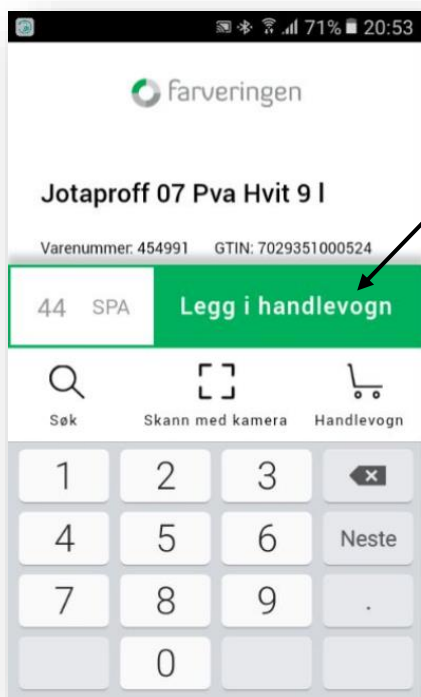 71% 20:53
farveringen
Jotaproff 07 Pva Hvit 9 l
Varenummer: 454991 GTIN: 7029351000524
44 SPA Legg i handlevogn
Søk Skann med kamera Handlevogn
1 2 3
4 5 6 Neste
7 8 9 .
0